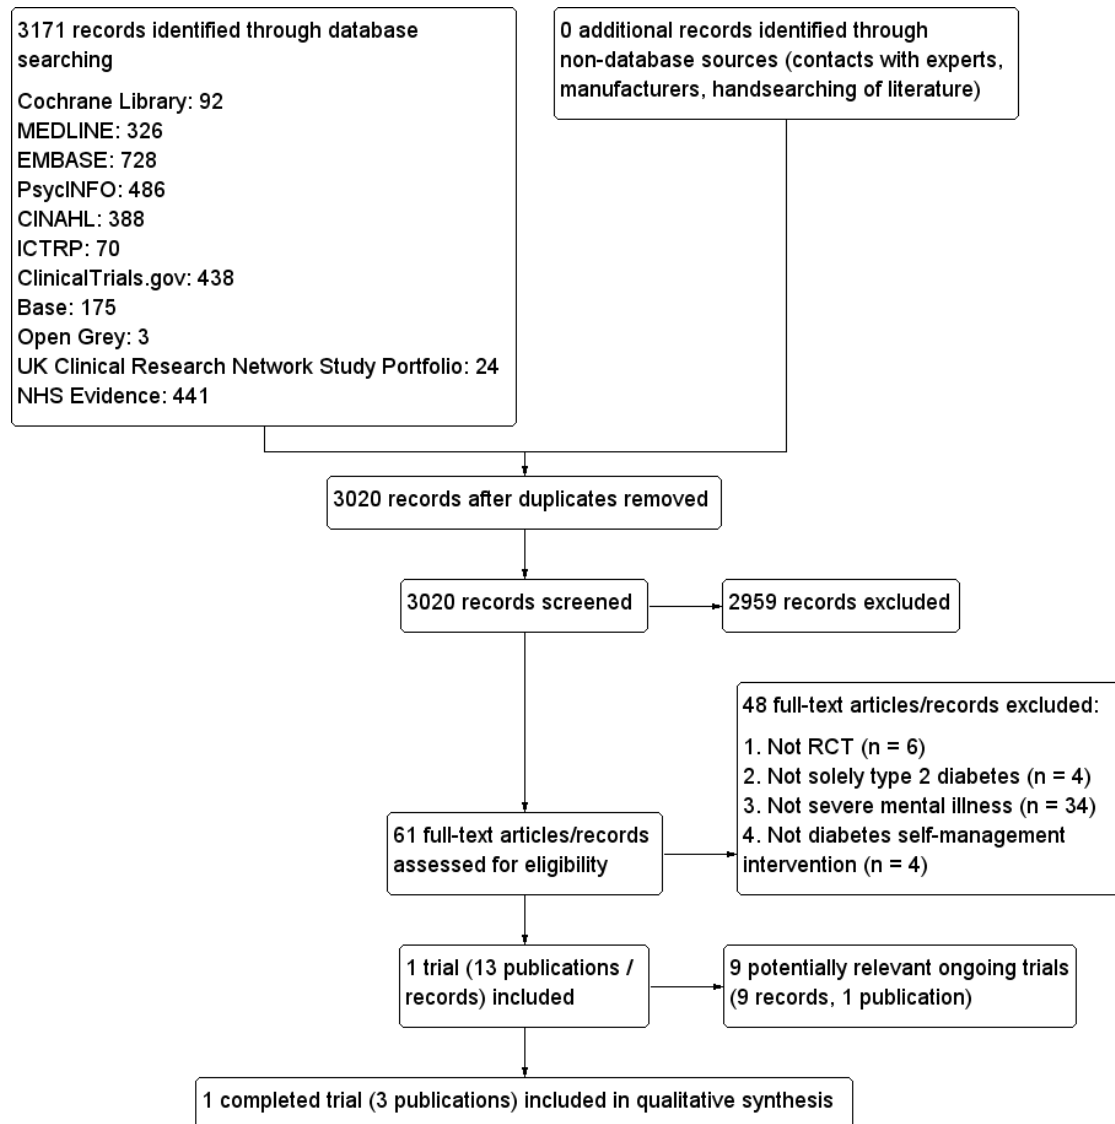 3171 records identified through database
searching
Cochrane Library: 92
MEDLINE: 326
EMBASE: 728
PsycINFO: 486
CINAHL: 388
ICTRP: 70
ClinicalTrials.gov: 438
Base: 175
Open Grey: 3
UK Clinical Research Network Study Portfolio: 24
NHS Evidence: 441
0 additional records identified through
non-database sources (contacts with experts,
manufacturers, handsearching of literature)
3020 records after duplicates removed
3020 records screened
2959 records excluded
61 full-text articles/records
assessed for eligibility
48 full-text articles/records excluded:
1. Not RCT (n = 6)
2. Not solely type 2 diabetes (n = 4)
3. Not severe mental illness (n = 34)
4. Not diabetes self-management
intervention (n = 4)
1 trial (13 publications /
records) included
9 potentially relevant ongoing trials
(9 records, 1 publication)
1 completed trial (3 publications) included in qualitative synthesis